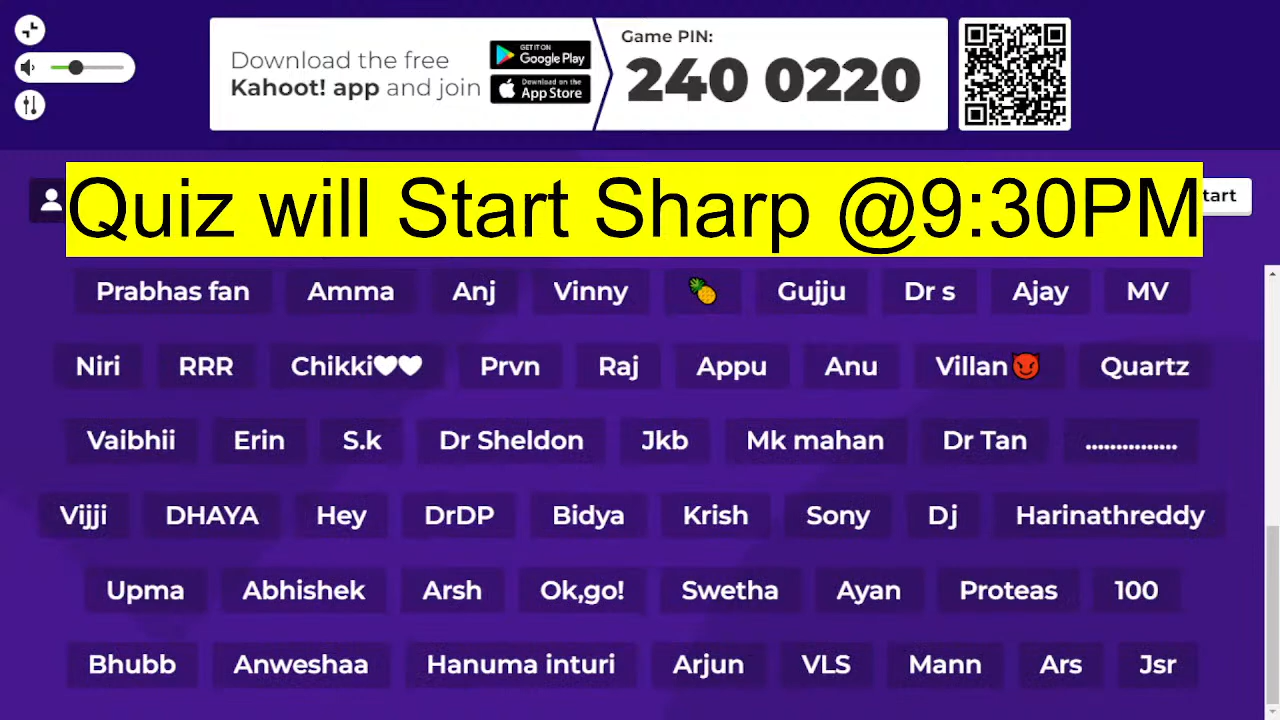 Download the free
Kahoot! app and join
GET IT ON
Google Play
Download on the
App Store
Game PIN:
240 0220
Quiz will Start Sharp @9:30PM
tart
Prabhas fan Amma Anj Vinny 🍍 Gujju Dr s Ajay MV
Niri RRR Chikki🤍🤍 Prvn Raj Appu Anu Villan😈 Quartz
Vaibhii Erin S.k Dr Sheldon Jkb Mk mahan Dr Tan ...............
Vijji DHAYA Hey DrDP Bidya Krish Sony Dj Harinathreddy
Upma Abhishek Arsh Ok,go! Swetha Ayan Proteas 100
Bhubb Anweshaa Hanuma inturi Arjun VLS Mann Ars Jsr